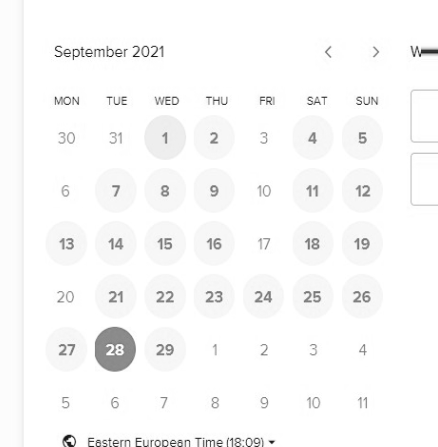 September 2021
MON TUE WED THU FRI SAT SUN
30 31 1 2 3 4 5
6 7 8 9 10 11 12
13 14 15 16 17 18 19
20 21 22 23 24 25 26
27 28 29 1 2 3 4
5 6 7 8 9 10 11
Eastern European Time (18:09)